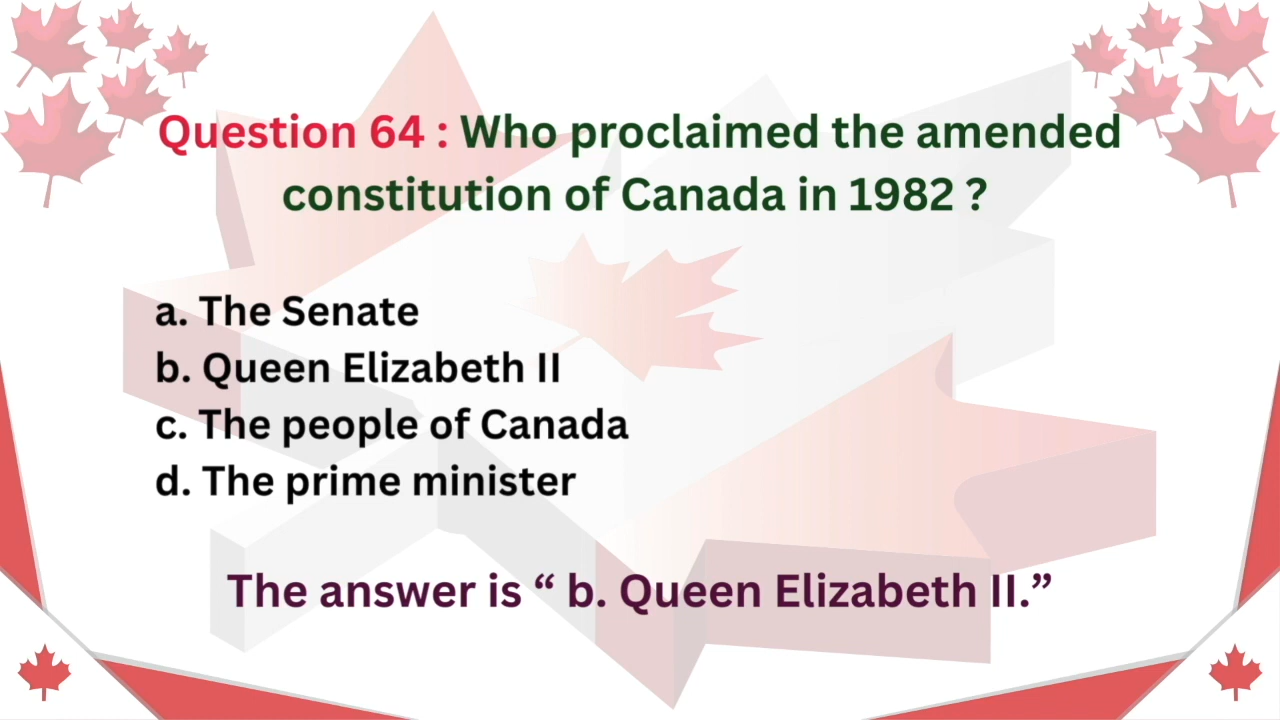 Question 64 : Who proclaimed the amended
constitution of Canada in 1982 ?
a. The Senate
b. Queen Elizabeth II
c. The people of Canada
d. The prime minister
The answer is “ b. Queen Elizabeth II.”